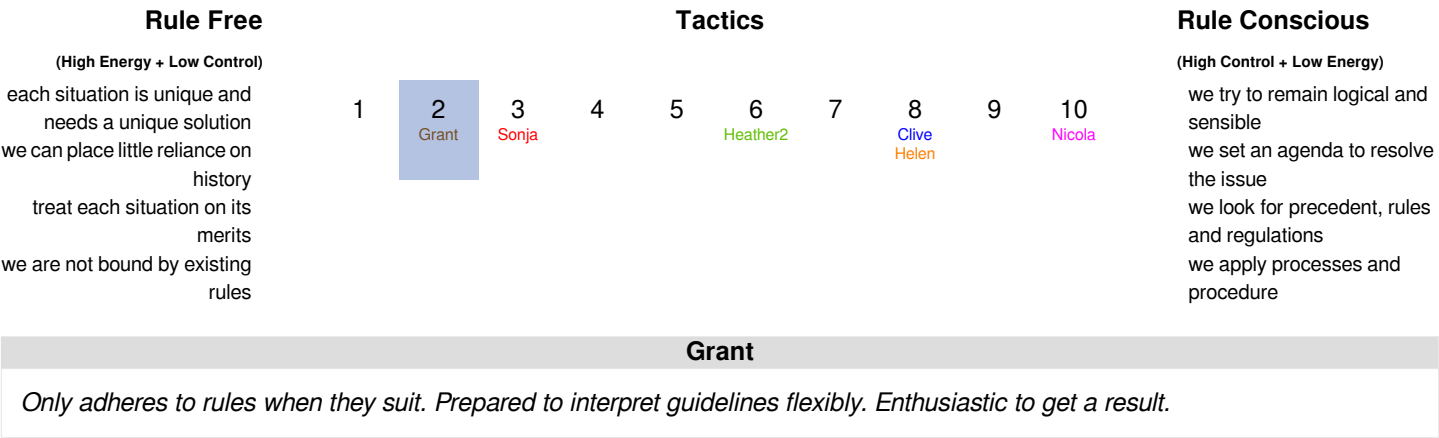 Rule Free
Tactics
Rule Conscious
(High Energy + Low Control)
(High Control + Low Energy)
each situation is unique and
needs a unique solution
we can place little reliance on
history
treat each situation on its
merits
we are not bound by existing
rules
1 2 3 4 5 6 7 8 9 10
Grant Sonja Heather2 Clive Nicola
Helen
we try to remain logical and
sensible
we set an agenda to resolve
the issue
we look for precedent, rules
and regulations
we apply processes and
procedure
Grant
Only adheres to rules when they suit. Prepared to interpret guidelines flexibly. Enthusiastic to get a result.